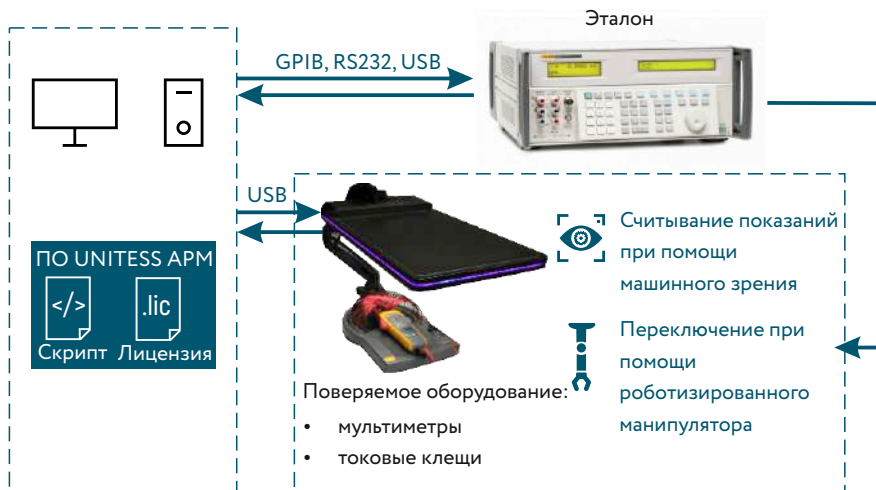 Эталон
GPIB, RS232, USB
USB
Считывание показаний
при помощи
машинного зрения
ПО UNITESS АРМ
</>
.lic
Скрипт Лицензия
Переключение при
помощи
роботизированного
манипулятора
Поверяемое оборудование:
• мультиметры
• токовые клещи